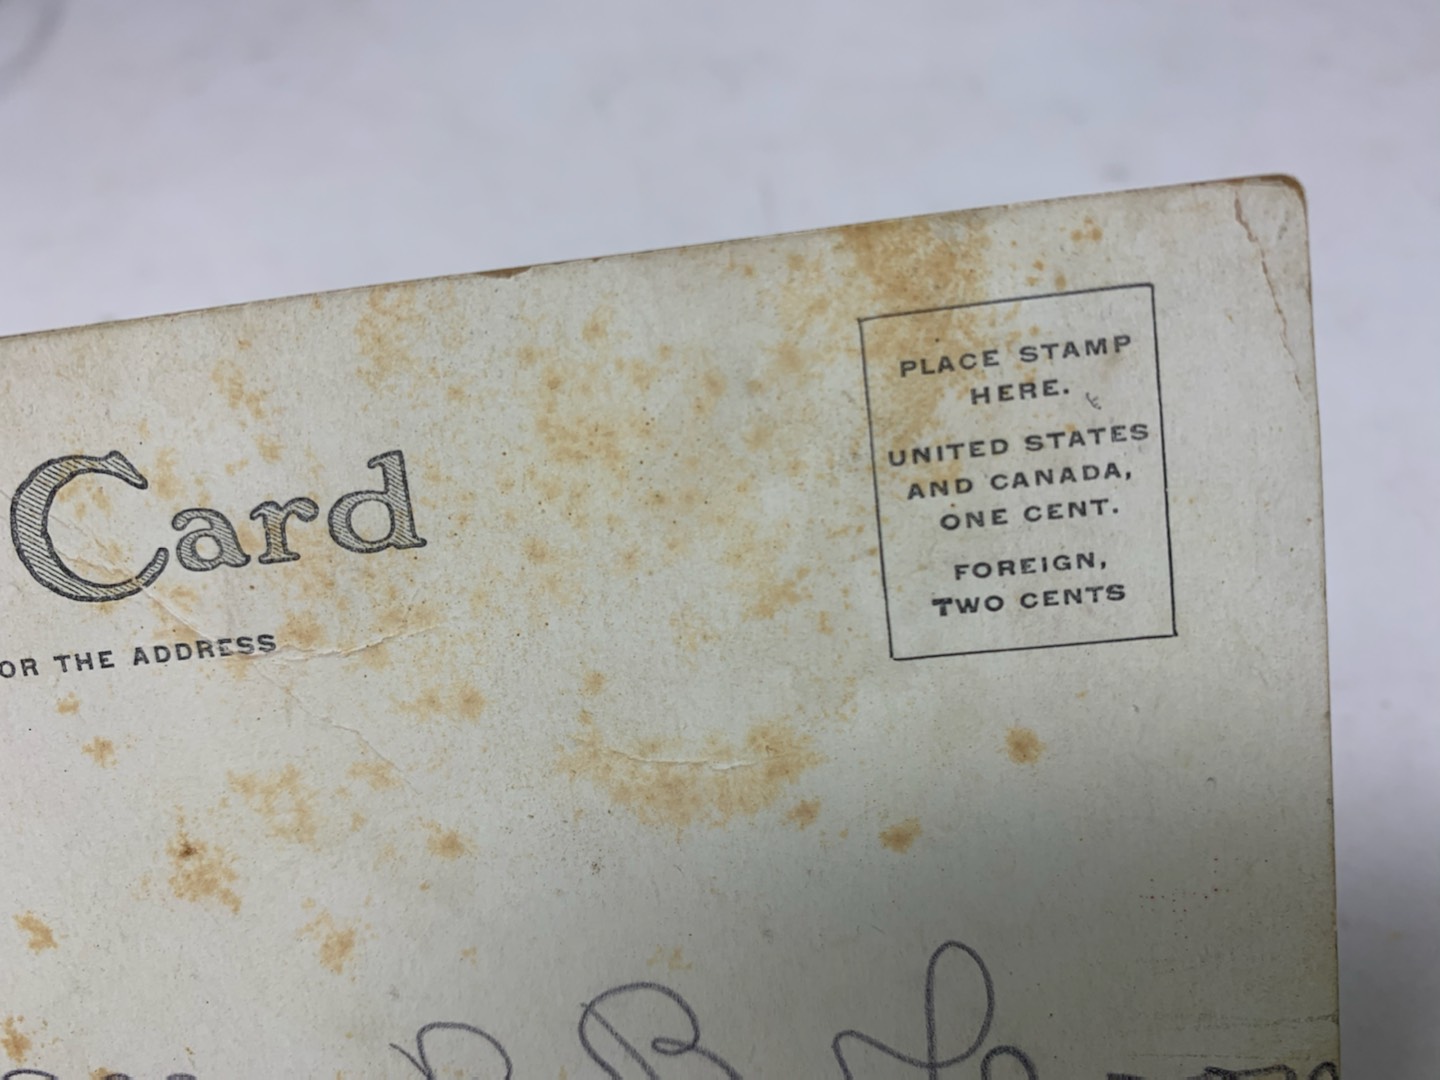 Card
OR THE ADDRESS
PLACE STAMP
HERE.
UNITED STATES
AND CANADA,
ONE CENT.
FOREIGN,
TWO CENTS